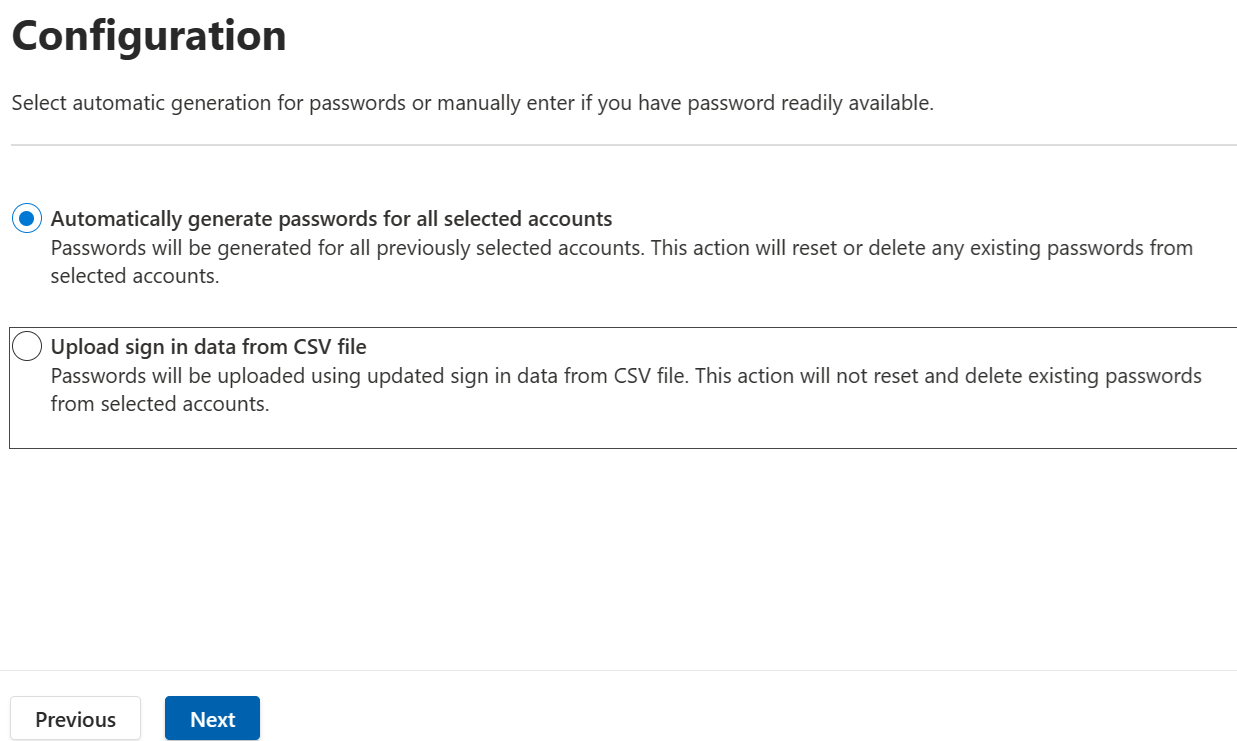 Configuration
Select automatic generation for passwords or manually enter if you have password readily available.
Automatically generate passwords for all selected accounts
Passwords will be generated for all previously selected accounts. This action will reset or delete any existing passwords from
selected accounts.
Upload sign in data from CSV file
Passwords will be uploaded using updated sign in data from CSV file. This action will not reset and delete existing passwords
from selected accounts.
Previous
Next